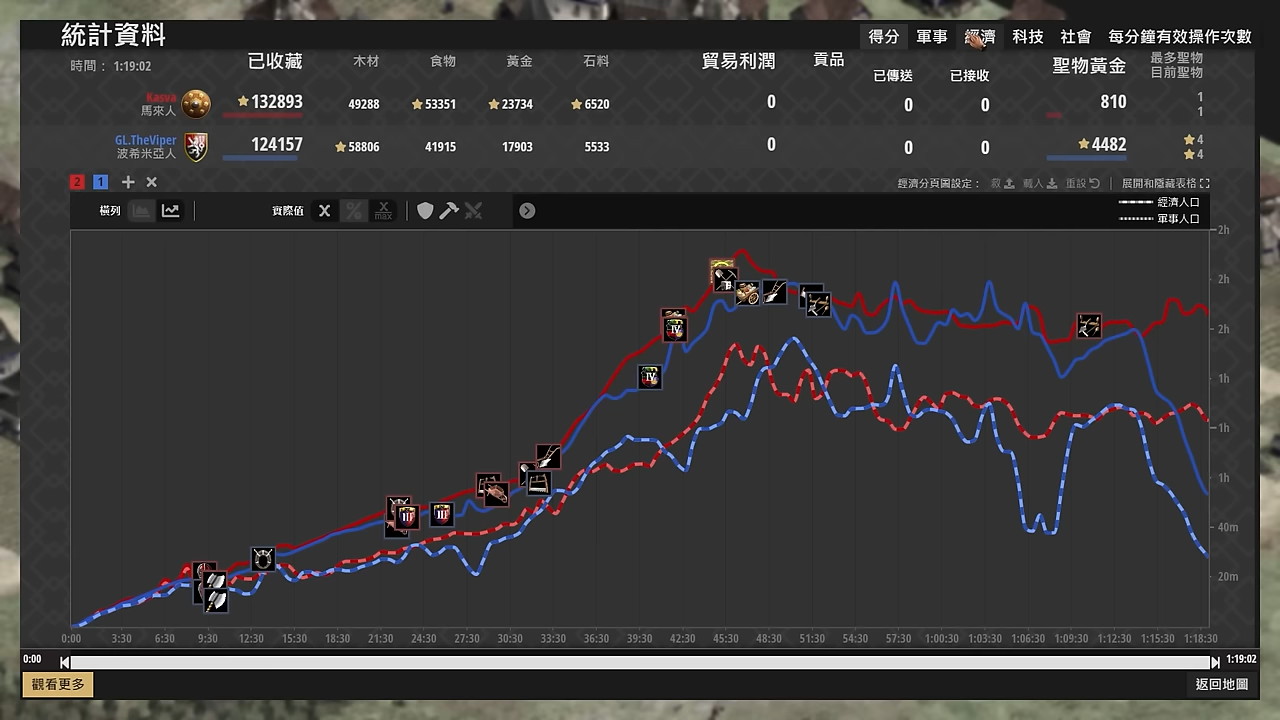 統計資料
得分 軍事 經濟 科技 社會 每分鐘有效操作次數
時間： 1:19:02
已收藏 木材 食物 黃金 石料 貿易利潤 貢品 已傳送 已接收 聖物黃金 最多聖物 目前聖物
Kasva
馬來人
132893 49288 53351 23734 6520 0 0 0 810 1 1
GL.TheViper
波希米亞人
124157 58806 41915 17903 5533 0 0 0 4482 4 4
2 1 + ×
經濟分頁圖設定： 載入 重設 展開和隱藏表格
橫列 實際值 X % X max
經濟人口
軍事人口
2h
2h
2h
1h
1h
1h
40m
20m
0:00 3:30 6:30 9:30 12:30 15:30 18:30 21:30 24:30 27:30 30:30 33:30 36:30 39:30 42:30 45:30 48:30 51:30 54:30 57:30 1:00:30 1:03:30 1:06:30 1:09:30 1:12:30 1:15:30 1:18:30
0:00 1:19:02
觀看更多 返回地圖